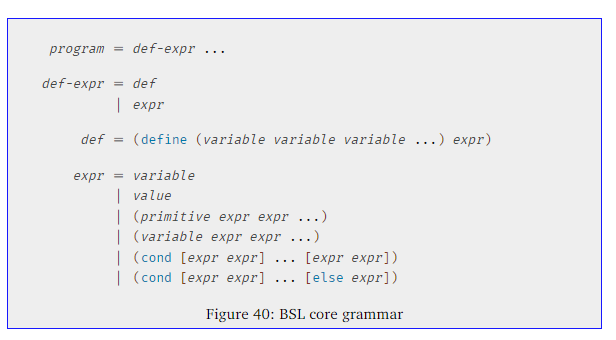 program = def-expr ...
def-expr = def
| expr
def = (define (variable variable variable ...) expr)
expr = variable
| value
| (primitive expr expr ...)
| (variable expr expr ...)
| (cond [expr expr] ... [expr expr])
| (cond [expr expr] ... [else expr])
Figure 40: BSL core grammar